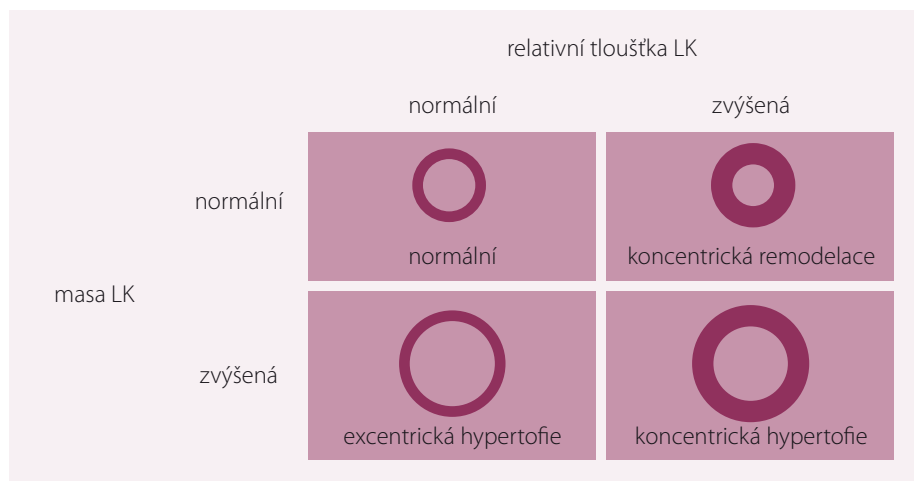 relativní tloušťka LK
normální
zvýšená
normální
normální
koncentrická remodelace
masa LK
zvýšená
excentrická hypertofie
koncentrická hypertofie